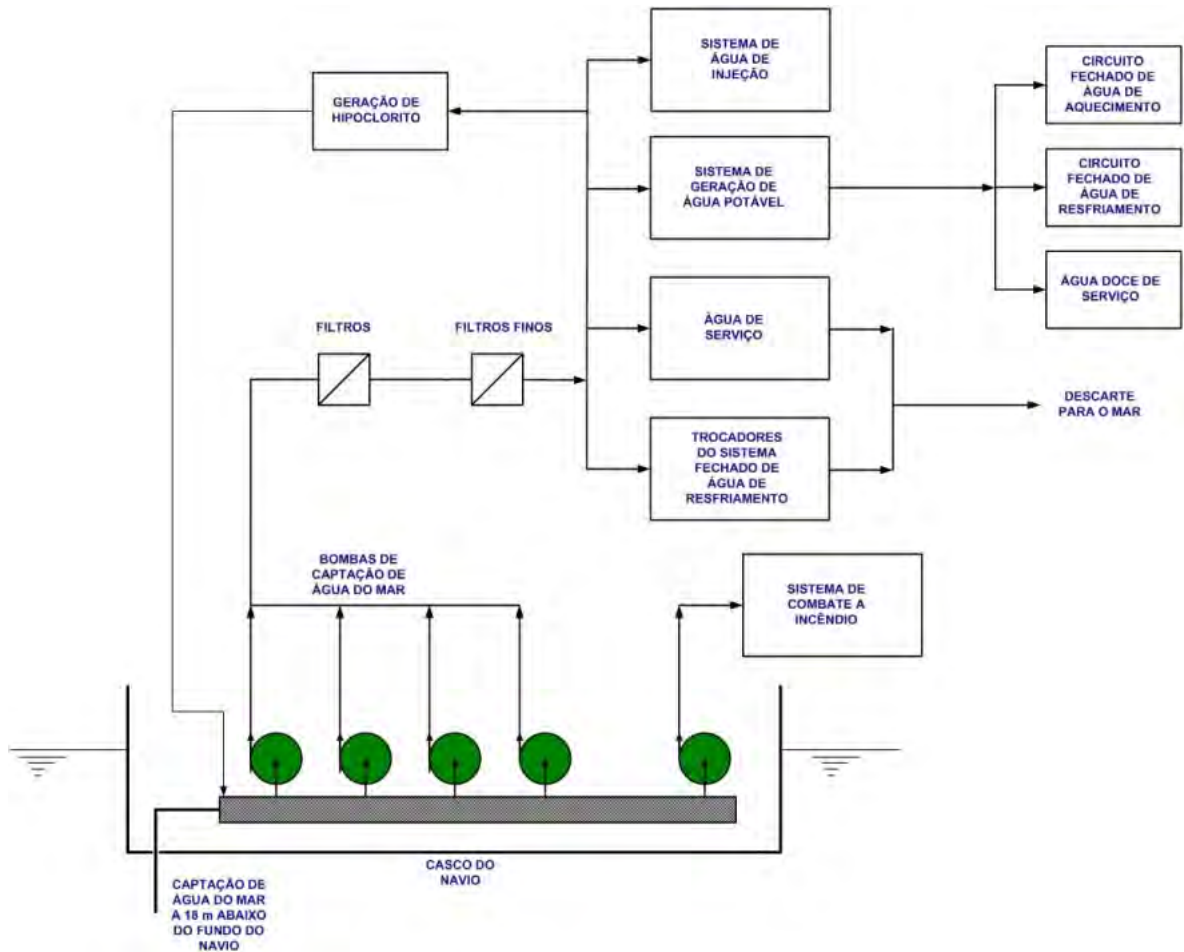 SISTEMA DE
ÁGUA DE
INJEÇÃO
CIRCUITO
FECHADO DE
ÁGUA DE
AQUECIMENTO
GERAÇÃO DE
HIPOCLORITO
SISTEMA DE
GERAÇÃO DE
ÁGUA POTÁVEL
CIRCUITO
FECHADO DE
ÁGUA DE
RESFRIAMENTO
ÁGUA DOCE DE
SERVIÇO
FILTROS
FILTROS FINOS
ÁGUA DE
SERVIÇO
DESCARTE
PARA O MAR
TROCADORES
DO SISTEMA
FECHADO DE
ÁGUA DE
RESFRIAMENTO
BOMBAS DE
CAPTAÇÃO DE
ÁGUA DO MAR
SISTEMA DE
COMBATE A
INCÊNDIO
CASCO DO
NAVIO
CAPTAÇÃO DE
ÁGUA DO MAR
A 18 m ABAIXO
DO FUNDO DO
NAVIO